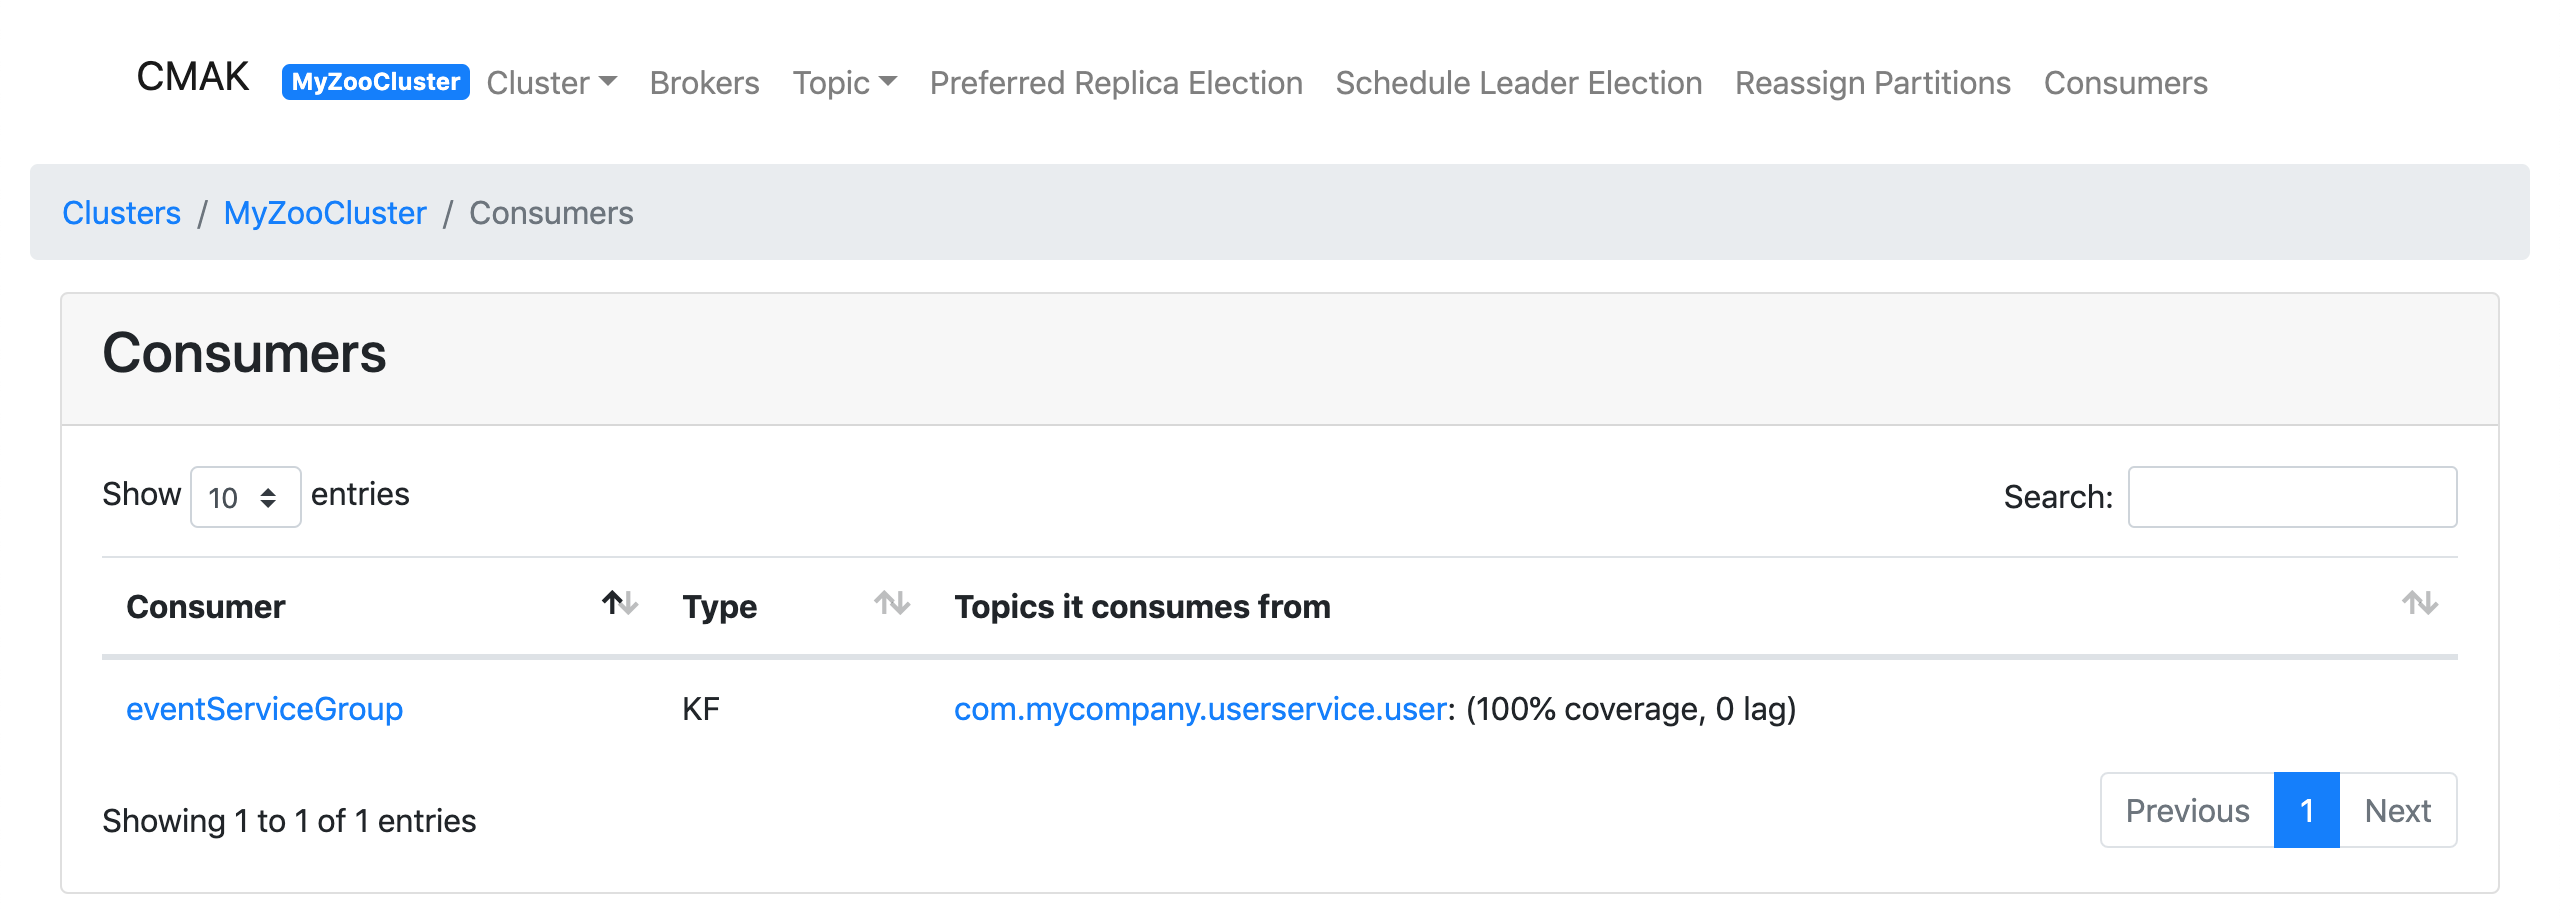 CMAK MyZooCluster Cluster Brokers Topic Preferred Replica Election Schedule Leader Election Reassign Partitions Consumers
Clusters / MyZooCluster / Consumers
Consumers
Show 10 entries Search:
Consumer Type Topics it consumes from
eventServiceGroup KF com.mycompany.userservice.user: (100% coverage, 0 lag)
Showing 1 to 1 of 1 entries Previous 1 Next